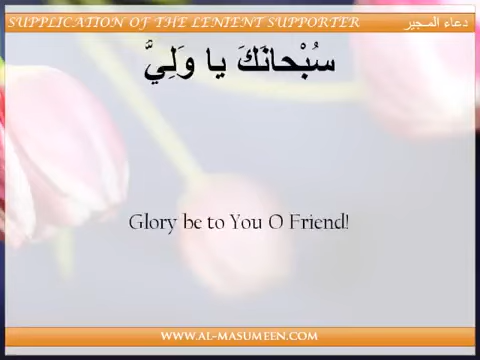 SUPPLICATION OF THE LENIENT SUPPORTER دعاء المجير
سُبْحانَكَ يا وَلِيَّ
Glory be to You O Friend!
WWW.AL-MASUMEEN.COM